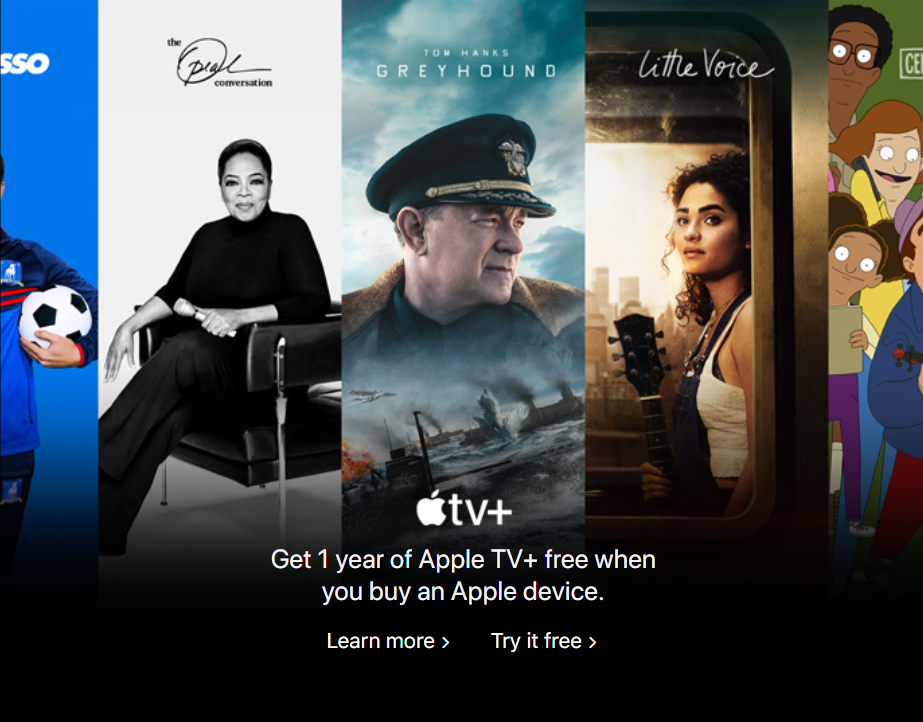 SSO
the
Oprah
conversation
TOM HANKS
GREYHOUND
Little Voice
CE
tv+
Get 1 year of Apple TV+ free when
you buy an Apple device.
Learn more >
Try it free >